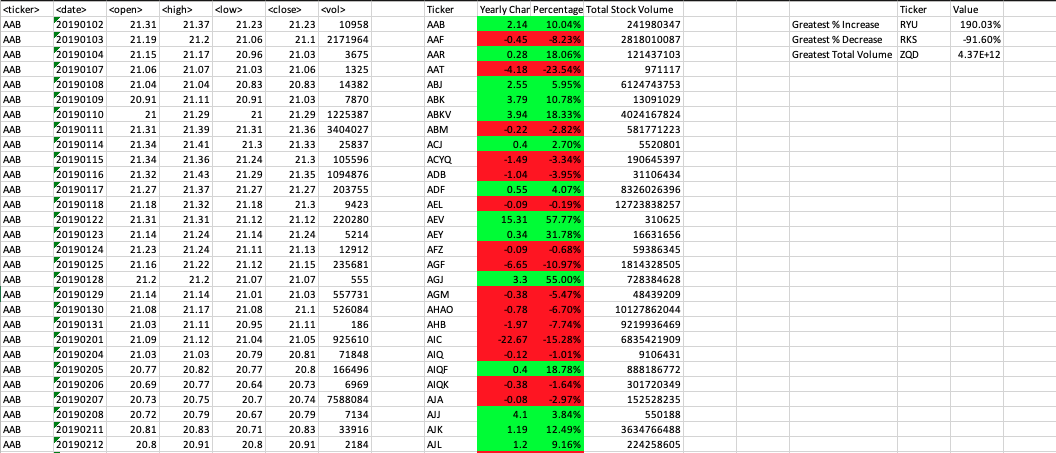 <ticker> <date> <open> <high> <low> <close> <vol> Ticker Yearly Chan Percentage Total Stock Volume Ticker Value
AAB 20190102 21.31 21.37 21.23 21.23 10958 AAB 2.14 10.04% 241980347 Greatest % Increase RYU 190.03%
AAB 20190103 21.19 21.2 21.06 21.1 2171964 AAF -0.45 -8.23% 2818010087 Greatest % Decrease RKS -91.60%
AAB 20190104 21.15 21.17 20.96 21.03 3675 AAR 0.28 18.06% 121437103 Greatest Total Volume ZQD 4.37E+12
AAB 20190107 21.06 21.07 21.03 21.06 1325 AAT -4.18 -23.54% 971117
AAB 20190108 21.04 21.04 20.83 20.83 14382 ABJ 2.55 5.95% 6124743753
AAB 20190109 20.91 21.11 20.91 21.03 7870 ABK 3.79 10.78% 13091029
AAB 20190110 21 21.29 21 21.29 1225387 ABKV 3.94 18.33% 4024167824
AAB 20190111 21.31 21.39 21.31 21.36 3404027 ABM -0.22 -2.82% 581771223
AAB 20190114 21.34 21.41 21.3 21.33 25837 ACJ 0.4 2.70% 5520801
AAB 20190115 21.34 21.36 21.24 21.3 105596 ACYQ -1.49 -3.34% 190645397
AAB 20190116 21.32 21.43 21.29 21.35 1094876 ADB -1.04 -3.95% 31106434
AAB 20190117 21.27 21.37 21.27 21.27 203755 ADF 0.55 4.07% 8326026396
AAB 20190118 21.18 21.32 21.18 21.3 9423 AEL -0.09 -0.19% 12723838257
AAB 20190122 21.31 21.31 21.12 21.12 220280 AEV 15.31 57.77% 310625
AAB 20190123 21.14 21.24 21.14 21.24 5214 AEY 0.34 31.78% 16631656
AAB 20190124 21.23 21.24 21.11 21.13 12912 AFZ -0.09 -0.68% 59386345
AAB 20190125 21.16 21.22 21.12 21.15 235681 AGF -6.65 -10.97% 1814328505
AAB 20190128 21.2 21.2 21.07 21.07 555 AGJ 3.3 55.00% 728384628
AAB 20190129 21.14 21.14 21.01 21.03 557731 AGM -0.38 -5.47% 48439209
AAB 20190130 21.08 21.17 21.08 21.1 526084 AHAO -0.78 -6.70% 10127862044
AAB 20190131 21.03 21.11 20.95 21.11 186 AHB -1.97 -7.74% 9219936469
AAB 20190201 21.09 21.12 21.04 21.05 925610 AIC -22.67 -15.28% 6835421909
AAB 20190204 21.03 21.03 20.79 20.81 71848 AIQ -0.12 -1.01% 9106431
AAB 20190205 20.77 20.82 20.77 20.8 166496 AIQF 0.4 18.78% 888186772
AAB 20190206 20.69 20.77 20.64 20.73 6969 AIQK -0.38 -1.64% 301720349
AAB 20190207 20.73 20.75 20.7 20.74 7588084 AJA -0.08 -2.97% 152528235
AAB 20190208 20.72 20.79 20.67 20.79 7134 AJJ 4.1 3.84% 550188
AAB 20190211 20.81 20.83 20.71 20.83 33916 AJK 1.19 12.49% 3634766488
AAB 20190212 20.8 20.91 20.8 20.91 2184 AJL 1.2 9.16% 224258605